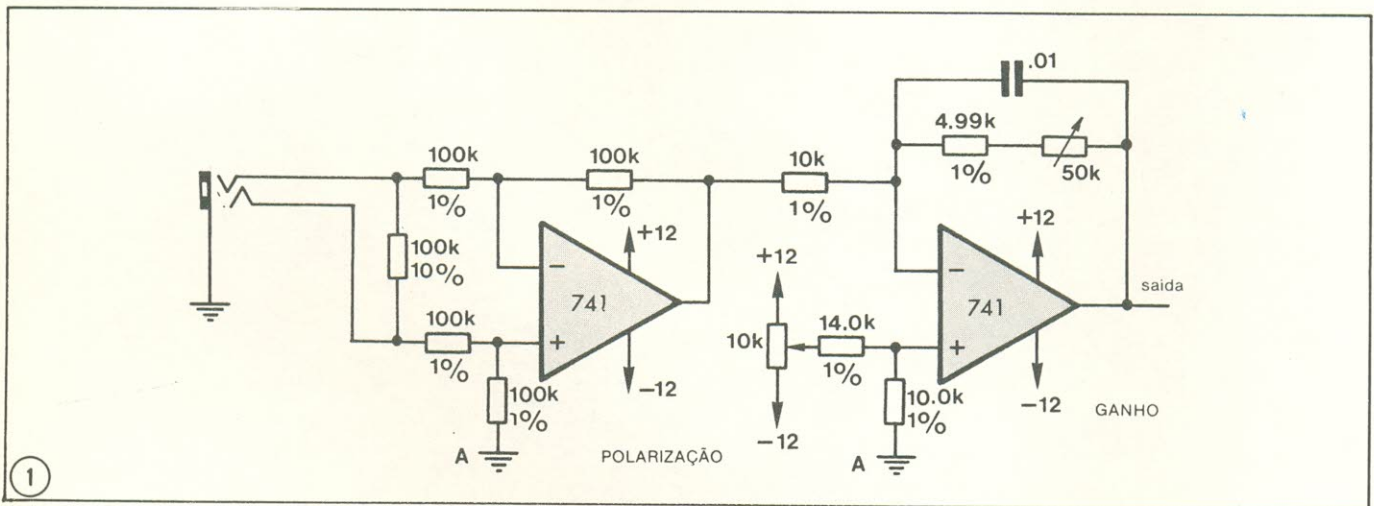 .01
4.99k
1%
50k
100k
1%
100k
1%
10k
1%
100k
10%
+12
+12
−
741
+
−
741
+
saida
+12
10k
14.0k
1%
100k
1%
100k
1%
−12
10.0k
1%
−12
−12
GANHO
A
POLARIZAÇÃO
A
1